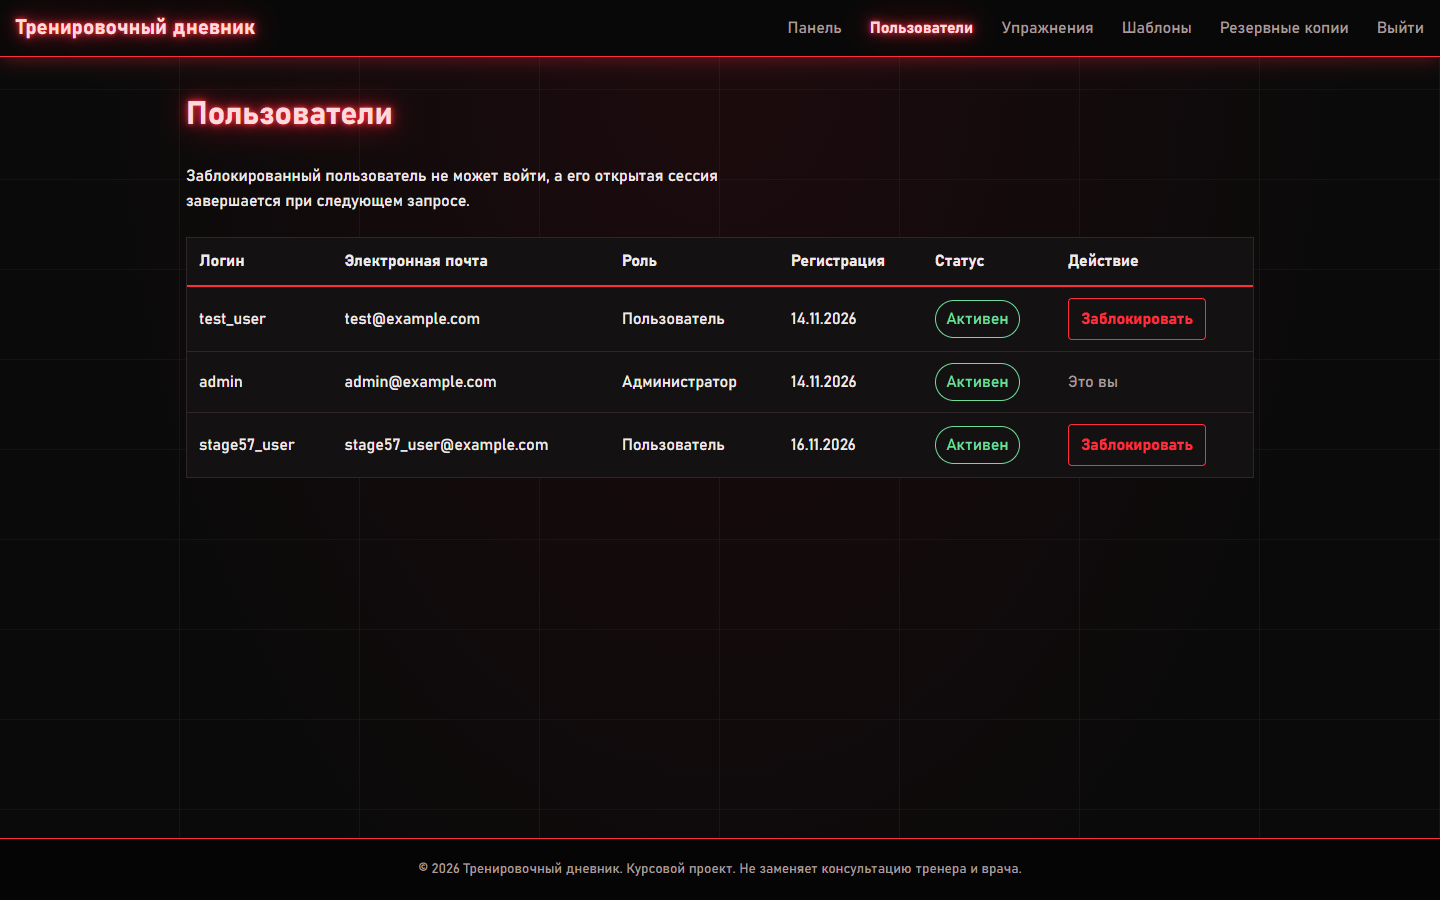 Тренировочный дневник
Панель Пользователи Упражнения Шаблоны Резервные копии Выйти
Пользователи
Заблокированный пользователь не может войти, а его открытая сессия
завершается при следующем запросе.
Логин Электронная почта Роль Регистрация Статус Действие
test_user test@example.com Пользователь 14.11.2026 Активен Заблокировать
admin admin@example.com Администратор 14.11.2026 Активен Это вы
stage57_user stage57_user@example.com Пользователь 16.11.2026 Активен Заблокировать
© 2026 Тренировочный дневник. Курсовой проект. Не заменяет консультацию тренера и врача.